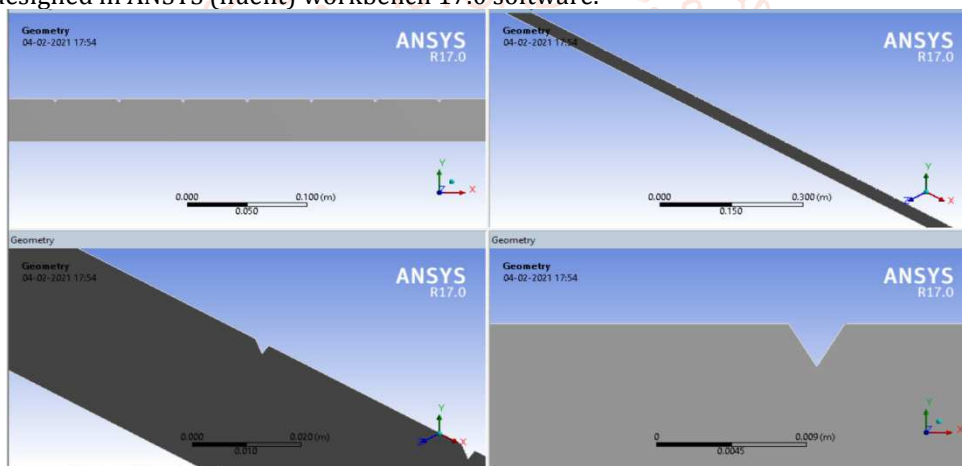 designed in ANSYS (fluent) workbench 17.0 software.
Geometry
04-02-2021 17:54
ANSYS
R17.0
0.000
0.100 (m)
0.050
Y
Z
X
Geometry
04-02-2021 17:54
ANSYS
R17.0
0.000
0.300 (m)
0.150
Y
Z
X
Geometry
Geometry
04-02-2021 17:54
ANSYS
R17.0
0.000
0.020 (m)
0.010
Y
Z
X
Geometry
Geometry
04-02-2021 17:54
ANSYS
R17.0
0
0.009 (m)
0.0045
Y
Z
X